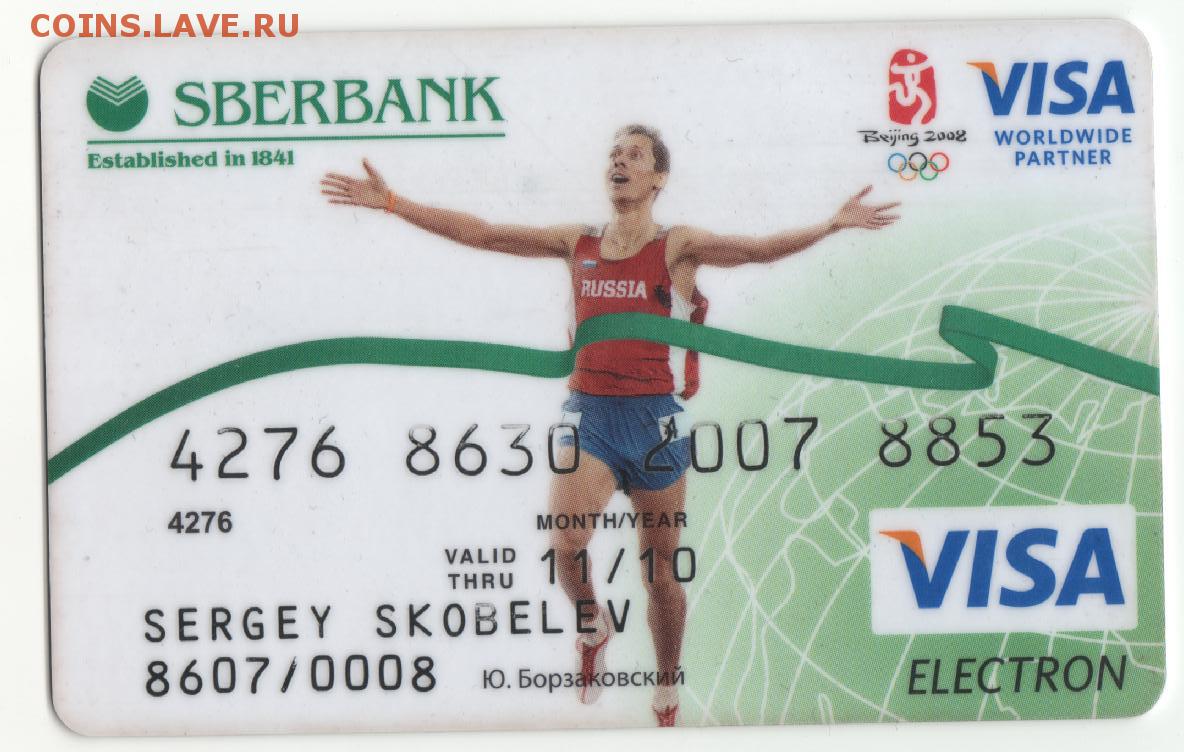 COINS.LAVE.RU
SBERBANK
Established in 1841
Beijing 2008
VISA
WORLDWIDE
PARTNER
RUSSIA
4276 8630 2007 8853
4276
MONTH/YEAR
VALID THRU 11/10
SERGEY SKOBELEV
8607/0008
Ю. Борзаковский
VISA
ELECTRON